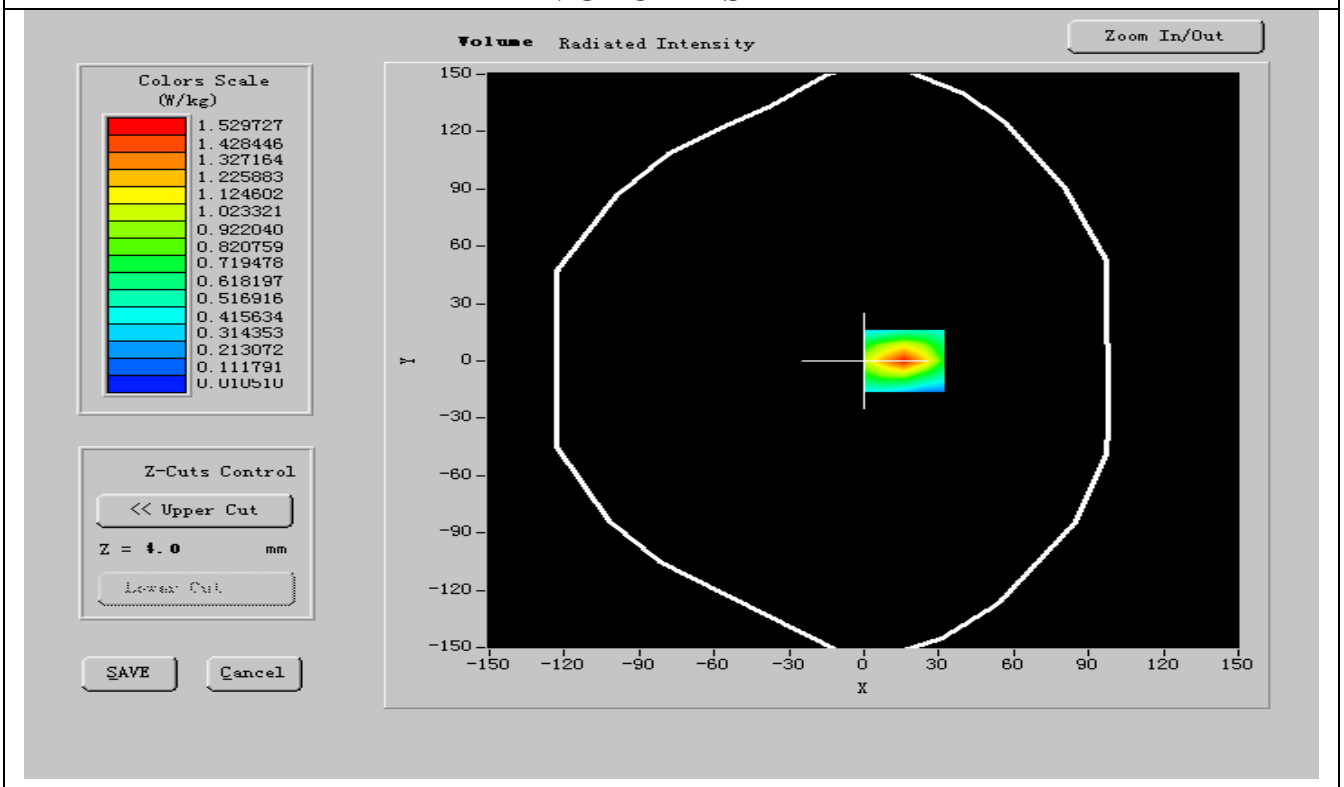 Volume Radiated Intensity
Zoom In/Out
Colors Scale
(W/kg)
1.529727
1.428446
1.327164
1.225883
1.124602
1.023321
0.922040
0.820759
0.719478
0.618197
0.516916
0.415634
0.314353
0.213072
0.111791
0.010510
150
120
90
60
30
0
-30
-60
-90
-120
-150
Y
-150 -120 -90 -60 -30 0 30 60 90 120 150
X
Z-Cuts Control
<< Upper Cut
Z = 4.0 mm
Lower Cut
SAVE
Cancel